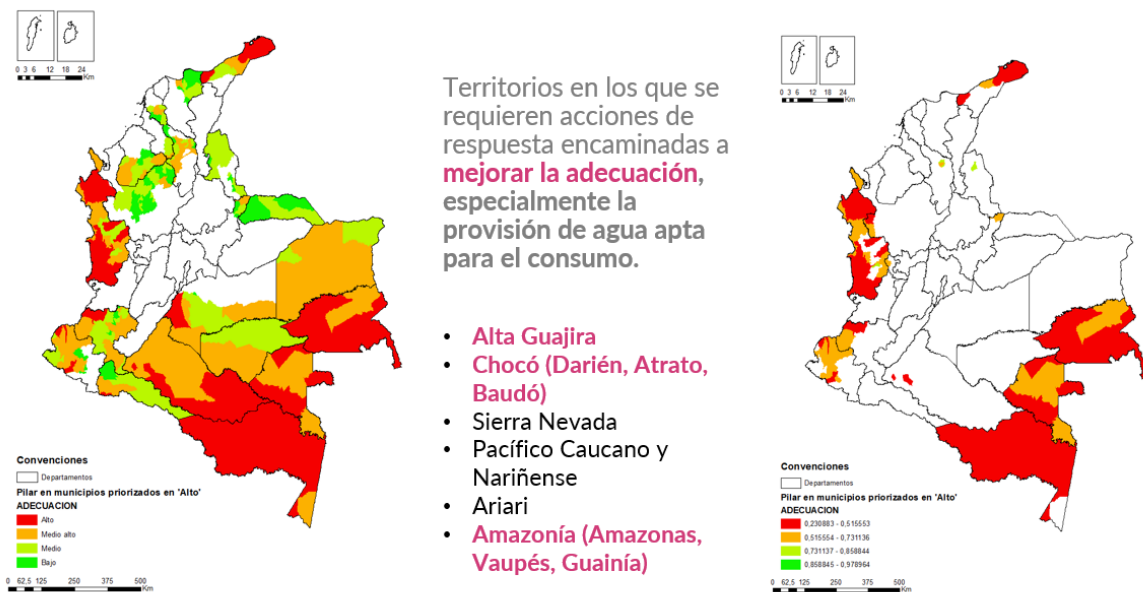 0 3 6 12 18 24
Km
Convenciones
Departamentos
Pilar en municipios priorizados en 'Alto'
ADECUACION
Alto
Medio alto
Medio
Bajo
0 62,5 125 250 375 500
Km
Territorios en los que se
requieren acciones de
respuesta encaminadas a
mejorar la adecuación,
especialmente la
provisión de agua apta
para el consumo.
• Alta Guajira
• Chocó (Darién, Atrato,
Baudó)
• Sierra Nevada
• Pacífico Caucano y
Nariñense
• Ariari
• Amazonía (Amazonas,
Vaupés, Guainía)
0 3 6 12 18 24
Km
Convenciones
Departamentos
Pilar en municipios priorizados en 'Alto'
ADECUACION
0,230883 - 0,515553
0,515554 - 0,731136
0,731137 - 0,858844
0,858845 - 0,978964
0 62,5 125 250 375 500
Km